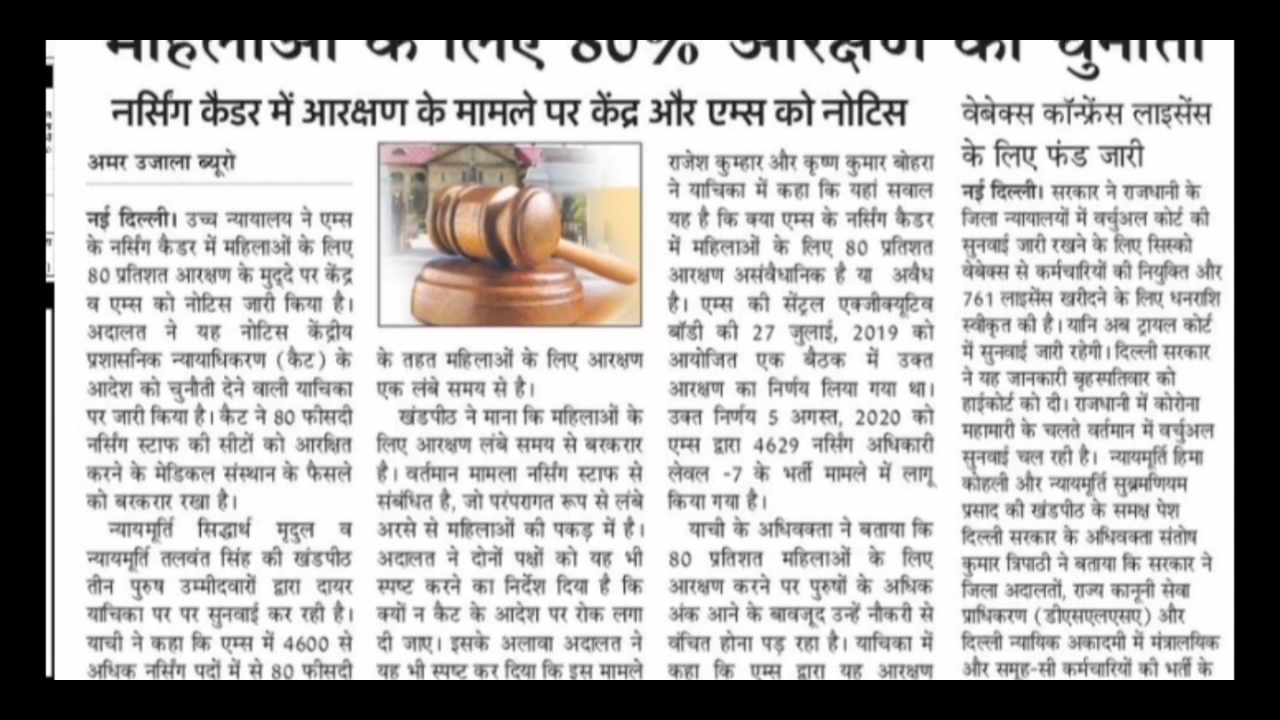 महिलाओं के लिए 80% आरक्षण को चुनौती
नर्सिंग कैडर में आरक्षण के मामले पर केंद्र और एम्स को नोटिस
अमर उजाला ब्यूरो
नई दिल्ली। उच्च न्यायालय ने एम्स
के नर्सिंग कैडर में महिलाओं के लिए
80 प्रतिशत आरक्षण के मुद्दे पर केंद्र
व एम्स को नोटिस जारी किया है।
अदालत ने यह नोटिस केंद्रीय
प्रशासनिक न्यायाधिकरण (कैट) के
आदेश को चुनौती देने वाली याचिका
पर जारी किया है। कैट ने 80 फीसदी
नर्सिंग स्टाफ की सीटों को आरक्षित
करने के मेडिकल संस्थान के फैसले
को बरकरार रखा है।
न्यायमूर्ति सिद्धार्थ मृदुल व
न्यायमूर्ति तलवंत सिंह की खंडपीठ
तीन पुरुष उम्मीदवारों द्वारा दायर
याचिका पर पर सुनवाई कर रही है।
याची ने कहा कि एम्स में 4600 से
अधिक नर्सिंग पदों में से 80 फीसदी
के तहत महिलाओं के लिए आरक्षण
एक लंबे समय से है।
खंडपीठ ने माना कि महिलाओं के
लिए आरक्षण लंबे समय से बरकरार
है। वर्तमान मामला नर्सिंग स्टाफ से
संबंधित है, जो परंपरागत रूप से लंबे
अरसे से महिलाओं की पकड़ में है।
अदालत ने दोनों पक्षों को यह भी
स्पष्ट करने का निर्देश दिया है कि
क्यों न कैट के आदेश पर रोक लगा
दी जाए। इसके अलावा अदालत ने
यह भी स्पष्ट कर दिया कि इस मामले
राजेश कुम्हार और कृष्ण कुमार बोहरा
ने याचिका में कहा कि यहां सवाल
यह है कि क्या एम्स के नर्सिंग कैडर
में महिलाओं के लिए 80 प्रतिशत
आरक्षण असंवैधानिक है या अवैध
है। एम्स की सेंट्रल एक्जीक्यूटिव
बॉडी की 27 जुलाई, 2019 को
आयोजित एक बैठक में उक्त
आरक्षण का निर्णय लिया गया था।
उक्त निर्णय 5 अगस्त, 2020 को
एम्स द्वारा 4629 नर्सिंग अधिकारी
लेवल -7 के भर्ती मामले में लागू
किया गया है।
याची के अधिवक्ता ने बताया कि
80 प्रतिशत महिलाओं के लिए
आरक्षण करने पर पुरुषों के अधिक
अंक आने के बावजूद उन्हें नौकरी से
वंचित होना पड़ रहा है। याचिका में
कहा कि एम्स द्वारा यह आरक्षण
वेबेक्स कॉन्फ्रेंस लाइसेंस
के लिए फंड जारी
नई दिल्ली। सरकार ने राजधानी के
जिला न्यायालयों में वर्चुअल कोर्ट की
सुनवाई जारी रखने के लिए सिस्को
वेबेक्स से कर्मचारियों की नियुक्ति और
761 लाइसेंस खरीदने के लिए धनराशि
स्वीकृत की है। यानि अब ट्रायल कोर्ट
में सुनवाई जारी रहेगी। दिल्ली सरकार
ने यह जानकारी बृहस्पतिवार को
हाईकोर्ट को दी। राजधानी में कोरोना
महामारी के चलते वर्तमान में वर्चुअल
सुनवाई चल रही है। न्यायमूर्ति हिमा
कोहली और न्यायमूर्ति सुब्रमणियम
प्रसाद की खंडपीठ के समक्ष पेश
दिल्ली सरकार के अधिवक्ता संतोष
कुमार त्रिपाठी ने बताया कि सरकार ने
जिला अदालतों, राज्य कानूनी सेवा
प्राधिकरण (डीएसएलएसए) और
दिल्ली न्यायिक अकादमी में मंत्रालयिक
और समूह-सी कर्मचारियों की भर्ती के